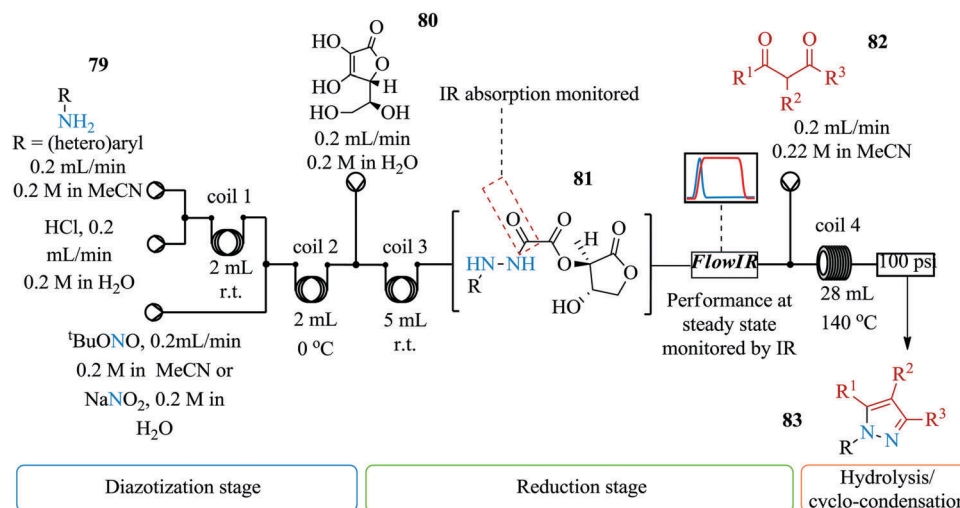 79
R
NH2
R = (hetero)aryl
0.2 mL/min
0.2 M in MeCN
HCl, 0.2
mL/min
0.2 M in H2O
coil 1
2 mL
r.t.
tBuONO, 0.2mL/min
0.2 M in MeCN or
NaNO2, 0.2 M in
H2O
coil 2
2 mL
0 °C
80
HO
O
O
HO
H
HO
OH
0.2 mL/min
0.2 M in H2O
coil 3
5 mL
r.t.
IR absorption monitored
81
O
O
HN-NH
R
O
H
O
O
HO
FlowIR
Performance at
steady state
monitored by IR
82
O
O
R1
R3
R2
0.2 mL/min
0.22 M in MeCN
coil 4
28 mL
140 °C
100 psi
83
R1
R2
R3
N
N
R
Diazotization stage
Reduction stage
Hydrolysis/
cyclo-condensation